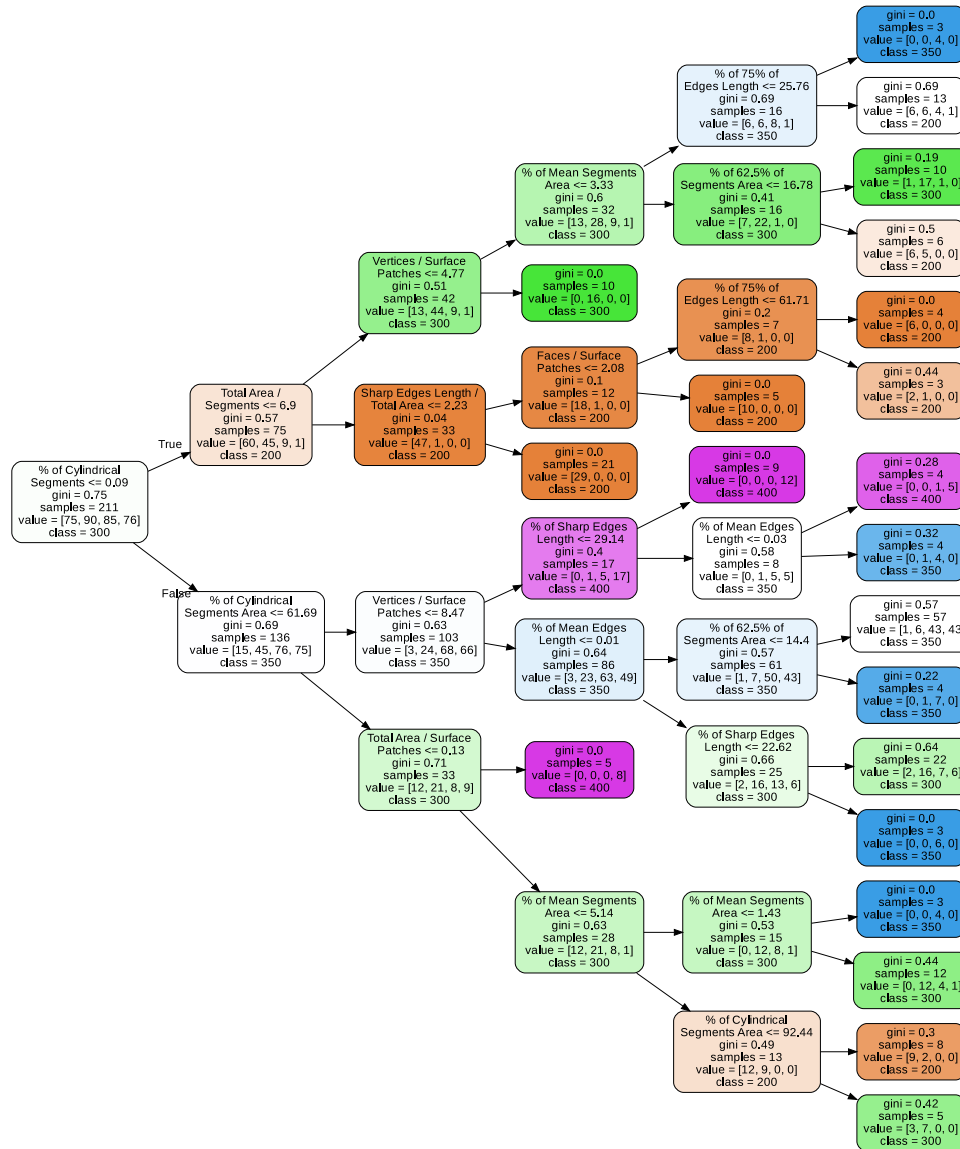 % of Cylindrical
Segments <= 0.09
gini = 0.75
samples = 211
value = [75, 90, 85, 76]
class = 300
True
False
Total Area /
Segments <= 6.9
gini = 0.57
samples = 75
value = [60, 45, 9, 1]
class = 200
% of Cylindrical
Segments Area <= 61.69
gini = 0.69
samples = 136
value = [15, 45, 76, 75]
class = 350
Vertices / Surface
Patches <= 4.77
gini = 0.51
samples = 42
value = [13, 44, 9, 1]
class = 300
Sharp Edges Length /
Total Area <= 2.23
gini = 0.04
samples = 33
value = [47, 1, 0, 0]
class = 200
Vertices / Surface
Patches <= 8.47
gini = 0.63
samples = 103
value = [3, 24, 68, 66]
class = 350
Total Area / Surface
Patches <= 0.13
gini = 0.71
samples = 33
value = [12, 21, 8, 9]
class = 300
% of Mean Segments
Area <= 3.33
gini = 0.6
samples = 32
value = [13, 28, 9, 1]
class = 300
gini = 0.0
samples = 10
value = [0, 16, 0, 0]
class = 300
Faces / Surface
Patches <= 2.08
gini = 0.1
samples = 12
value = [18, 1, 0, 0]
class = 200
gini = 0.0
samples = 21
value = [29, 0, 0, 0]
class = 200
% of Sharp Edges
Length <= 29.14
gini = 0.4
samples = 17
value = [0, 1, 5, 17]
class = 400
% of Mean Edges
Length <= 0.01
gini = 0.64
samples = 86
value = [3, 23, 63, 49]
class = 350
gini = 0.0
samples = 5
value = [0, 0, 0, 8]
class = 400
% of Mean Segments
Area <= 5.14
gini = 0.63
samples = 28
value = [12, 21, 8, 1]
class = 300
% of 75% of
Edges Length <= 25.76
gini = 0.69
samples = 16
value = [6, 6, 8, 1]
class = 350
% of 62.5% of
Segments Area <= 16.78
gini = 0.41
samples = 16
value = [7, 22, 1, 0]
class = 300
% of 75% of
Edges Length <= 61.71
gini = 0.2
samples = 7
value = [8, 1, 0, 0]
class = 200
gini = 0.0
samples = 5
value = [10, 0, 0, 0]
class = 200
gini = 0.0
samples = 9
value = [0, 0, 0, 12]
class = 400
% of Mean Edges
Length <= 0.03
gini = 0.58
samples = 8
value = [0, 1, 5, 5]
class = 350
% of 62.5% of
Segments Area <= 14.4
gini = 0.57
samples = 61
value = [1, 7, 50, 43]
class = 350
% of Sharp Edges
Length <= 22.62
gini = 0.66
samples = 25
value = [2, 16, 13, 6]
class = 300
% of Mean Segments
Area <= 1.43
gini = 0.53
samples = 15
value = [0, 12, 8, 1]
class = 300
% of Cylindrical
Segments Area <= 92.44
gini = 0.49
samples = 13
value = [12, 9, 0, 0]
class = 200
gini = 0.0
samples = 3
value = [0, 0, 4, 0]
class = 350
gini = 0.69
samples = 13
value = [6, 6, 4, 1]
class = 200
gini = 0.19
samples = 10
value = [1, 17, 1, 0]
class = 300
gini = 0.5
samples = 6
value = [6, 5, 0, 0]
class = 200
gini = 0.0
samples = 4
value = [6, 0, 0, 0]
class = 200
gini = 0.44
samples = 3
value = [2, 1, 0, 0]
class = 200
gini = 0.28
samples = 4
value = [0, 0, 1, 5]
class = 400
gini = 0.32
samples = 4
value = [0, 1, 4, 0]
class = 350
gini = 0.57
samples = 57
value = [1, 6, 43, 43]
class = 350
gini = 0.22
samples = 4
value = [0, 1, 7, 0]
class = 350
gini = 0.64
samples = 22
value = [2, 16, 7, 6]
class = 300
gini = 0.0
samples = 3
value = [0, 0, 6, 0]
class = 350
gini = 0.0
samples = 3
value = [0, 0, 4, 0]
class = 350
gini = 0.44
samples = 12
value = [0, 12, 4, 1]
class = 300
gini = 0.3
samples = 8
value = [9, 2, 0, 0]
class = 200
gini = 0.42
samples = 5
value = [3, 7, 0, 0]
class = 300